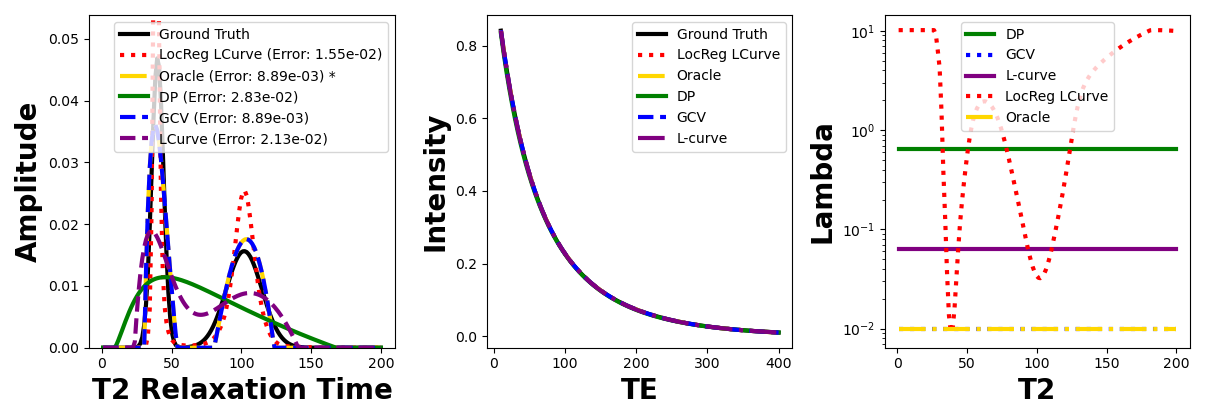 Amplitude
0.05
0.04
0.03
0.02
0.01
0.00
Ground Truth
LocReg LCurve (Error: 1.55e-02)
Oracle (Error: 8.89e-03) *
DP (Error: 2.83e-02)
GCV (Error: 8.89e-03)
LCurve (Error: 2.13e-02)
0 50 100 150 200
T2 Relaxation Time
Intensity
0.8
0.6
0.4
0.2
0.0
Ground Truth
LocReg LCurve
Oracle
DP
GCV
L-curve
0 100 200 300 400
TE
Lambda
10^1
10^0
10^-1
10^-2
DP
GCV
L-curve
LocReg LCurve
Oracle
0 50 100 150 200
T2